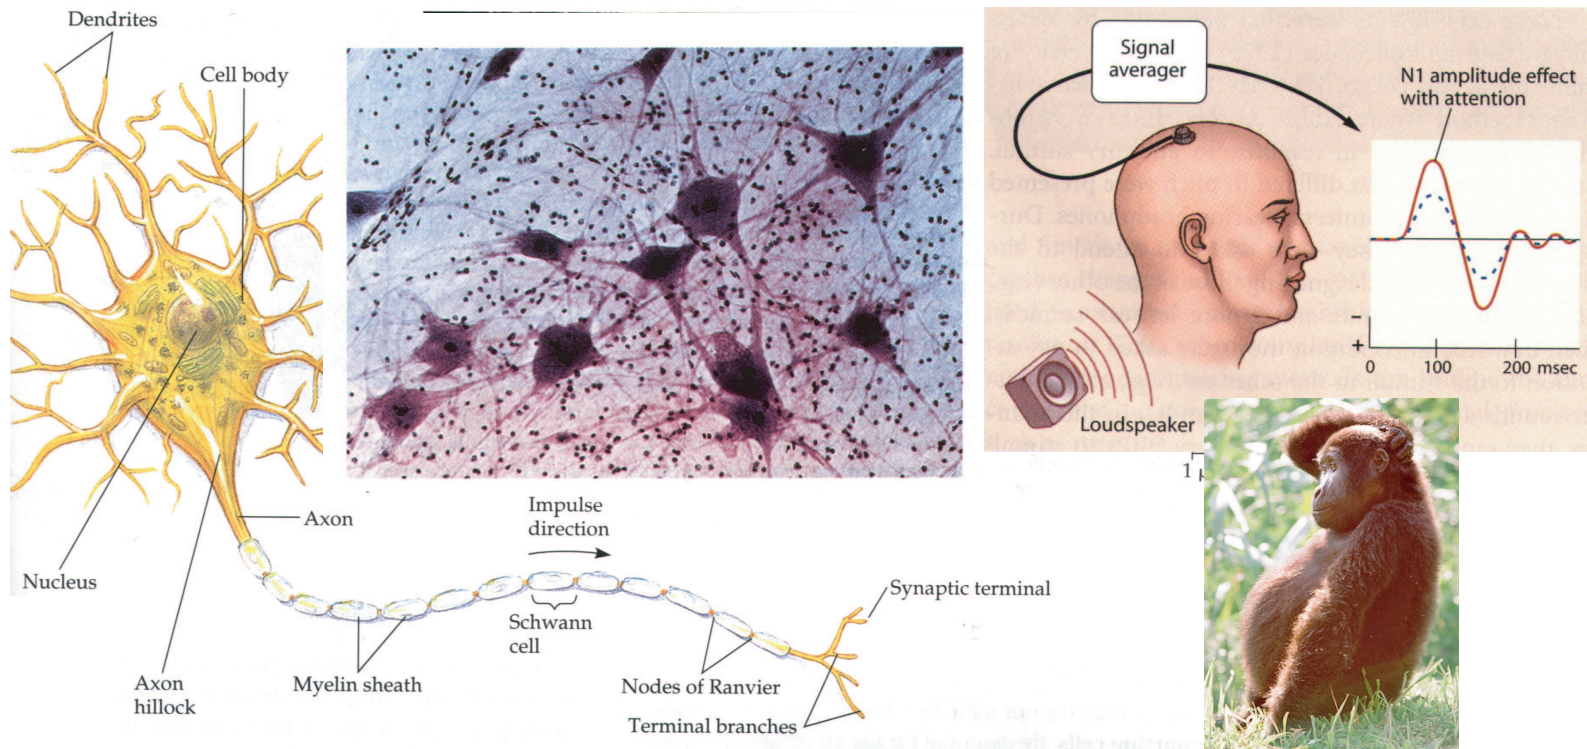 Dendrites
Cell body
Axon
Nucleus
Axon
hillock
Myelin sheath
Impulse
direction
Schwann
cell
Nodes of Ranvier
Terminal branches
Synaptic terminal
Signal
averager
N1 amplitude effect
with attention
+
0 100 200 msec
Loudspeaker
1